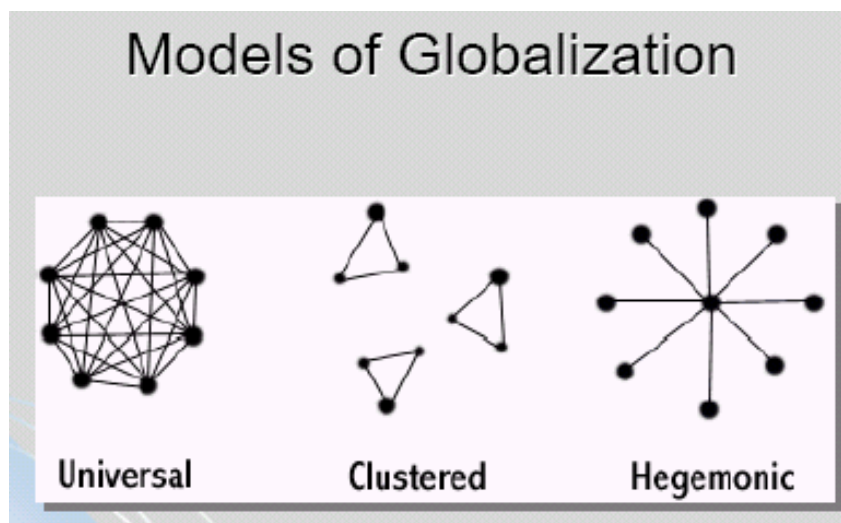 Models of Globalization
Universal
Clustered
Hegemonic